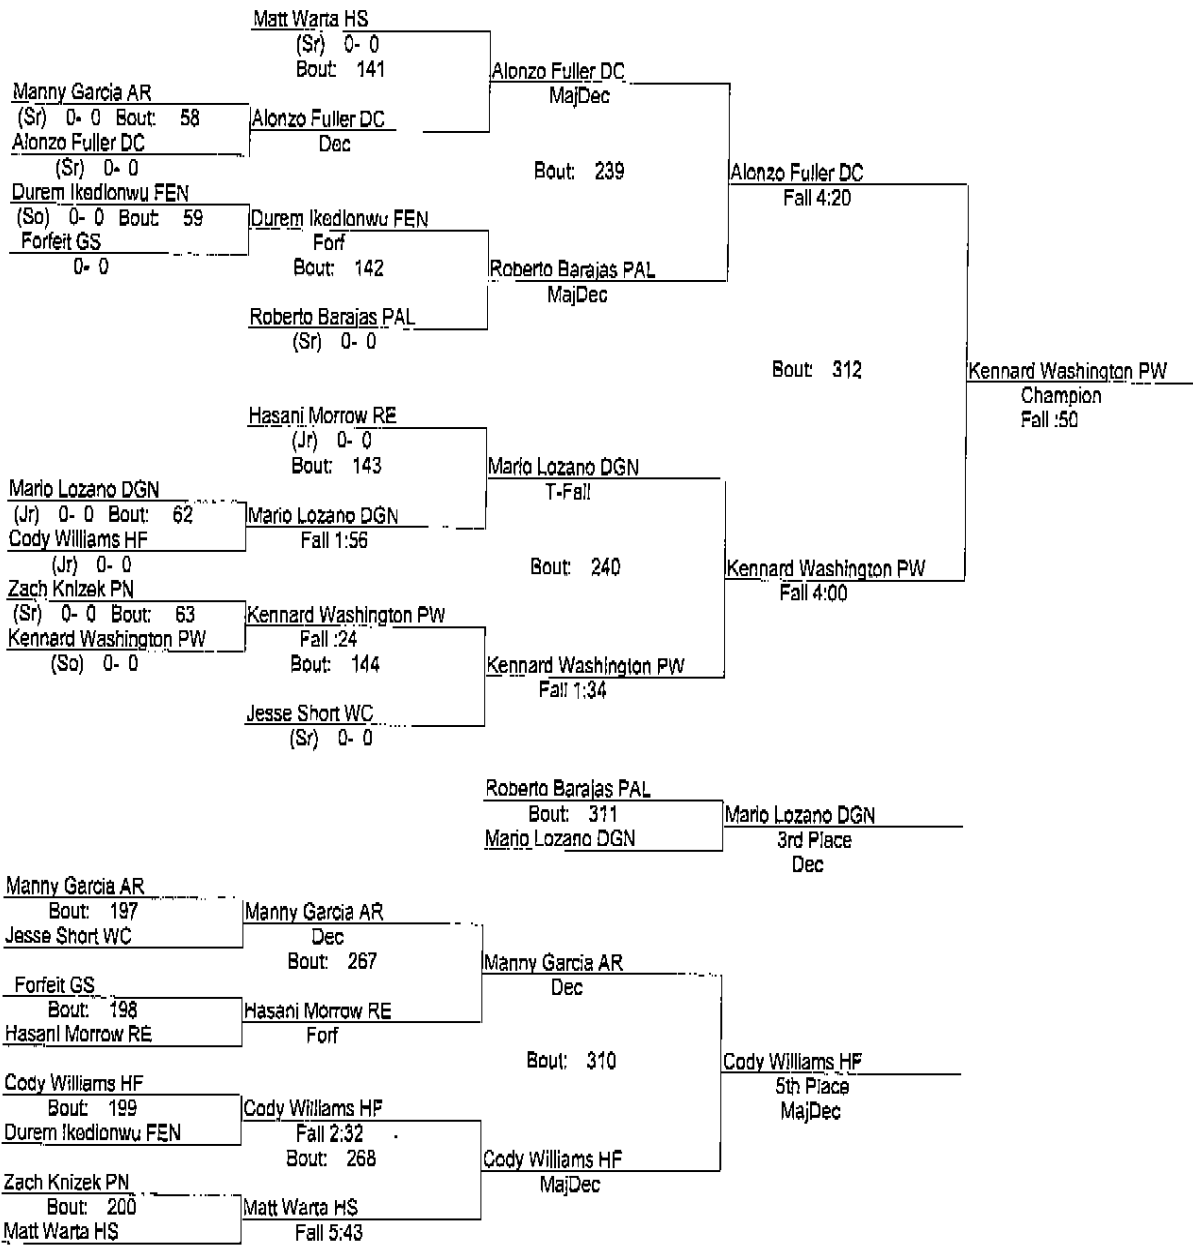 Matt Warta HS
(Sr) 0- 0
Bout: 141
Alonzo Fuller DC
MajDec
Manny Garcia AR
(Sr) 0- 0 Bout: 58
Alonzo Fuller DC
Dec
Alonzo Fuller DC
(Sr) 0- 0
Bout: 239
Alonzo Fuller DC
Fall 4:20
Durem Ikedionwu FEN
(So) 0- 0 Bout: 59
Durem Ikedionwu FEN
Forf
Forfeit GS
0- 0
Bout: 142
Roberto Barajas PAL
MajDec
Roberto Barajas PAL
(Sr) 0- 0
Bout: 312
Kennard Washington PW
Champion
Fall :50
Hasani Morrow RE
(Jr) 0- 0
Bout: 143
Mario Lozano DGN
T-Fall
Mario Lozano DGN
(Jr) 0- 0 Bout: 62
Mario Lozano DGN
Fall 1:56
Cody Williams HF
(Jr) 0- 0
Bout: 240
Kennard Washington PW
Fall 4:00
Zach Knizek PN
(Sr) 0- 0 Bout: 63
Kennard Washington PW
Fall :24
Kennard Washington PW
(So) 0- 0
Bout: 144
Kennard Washington PW
Fall 1:34
Jesse Short WC
(Sr) 0- 0
Roberto Barajas PAL
Bout: 311
Mario Lozano DGN
Mario Lozano DGN
3rd Place
Dec
Manny Garcia AR
Bout: 197
Jesse Short WC
Manny Garcia AR
Dec
Bout: 267
Manny Garcia AR
Dec
Forfeit GS
Bout: 198
Hasani Morrow RE
Hasani Morrow RE
Forf
Bout: 310
Cody Williams HF
5th Place
MajDec
Cody Williams HF
Bout: 199
Durem Ikedionwu FEN
Cody Williams HF
Fall 2:32
Bout: 268
Cody Williams HF
MajDec
Zach Knizek PN
Bout: 200
Matt Warta HS
Matt Warta HS
Fall 5:43